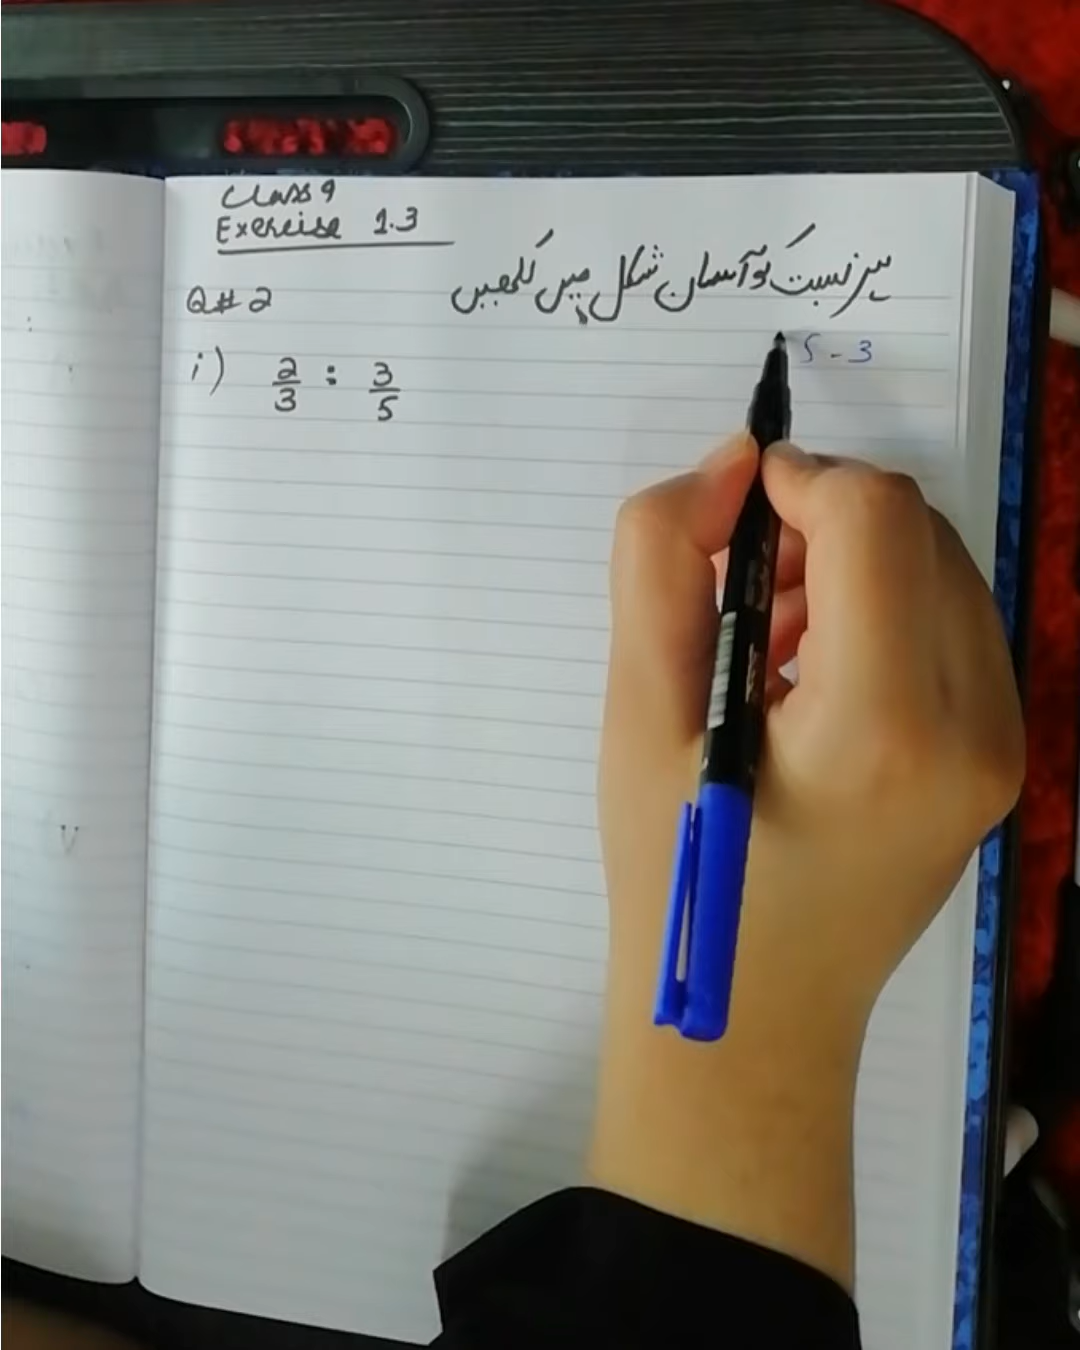 Class 9
Exercise 1.3
ہر نسبت کو آسان شکل میں لکھیں
Q# 2
5 - 3
i) 2/3 : 3/5